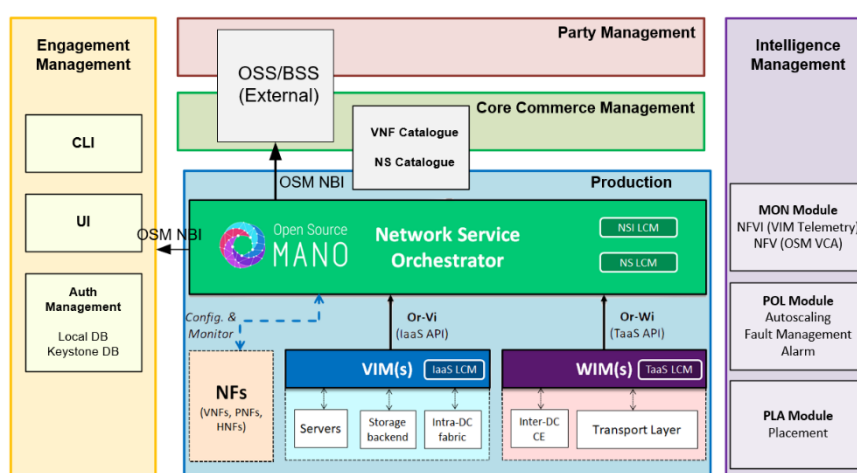 Engagement
Management
CLI
UI
Auth
Management
Local DB
Keystone DB
Party Management
OSS/BSS
(External)
Core Commerce Management
VNF Catalogue
NS Catalogue
OSM NBI
Production
OSM NBI
Open Source
MANO
Network Service
Orchestrator
NSI LCM
NS LCM
Config. &
Monitor
Or-Vi
(IaaS API)
Or-Wi
(TaaS API)
NFs
(VNFs, PNFs,
HNFs)
VIM(s)
IaaS LCM
Servers
Storage
backend
Intra-DC
fabric
WIM(s)
TaaS LCM
Inter-DC
CE
Transport Layer
Intelligence
Management
MON Module
NFVI (VIM Telemetry)
NFV (OSM VCA)
POL Module
Autoscaling
Fault Management
Alarm
PLA Module
Placement